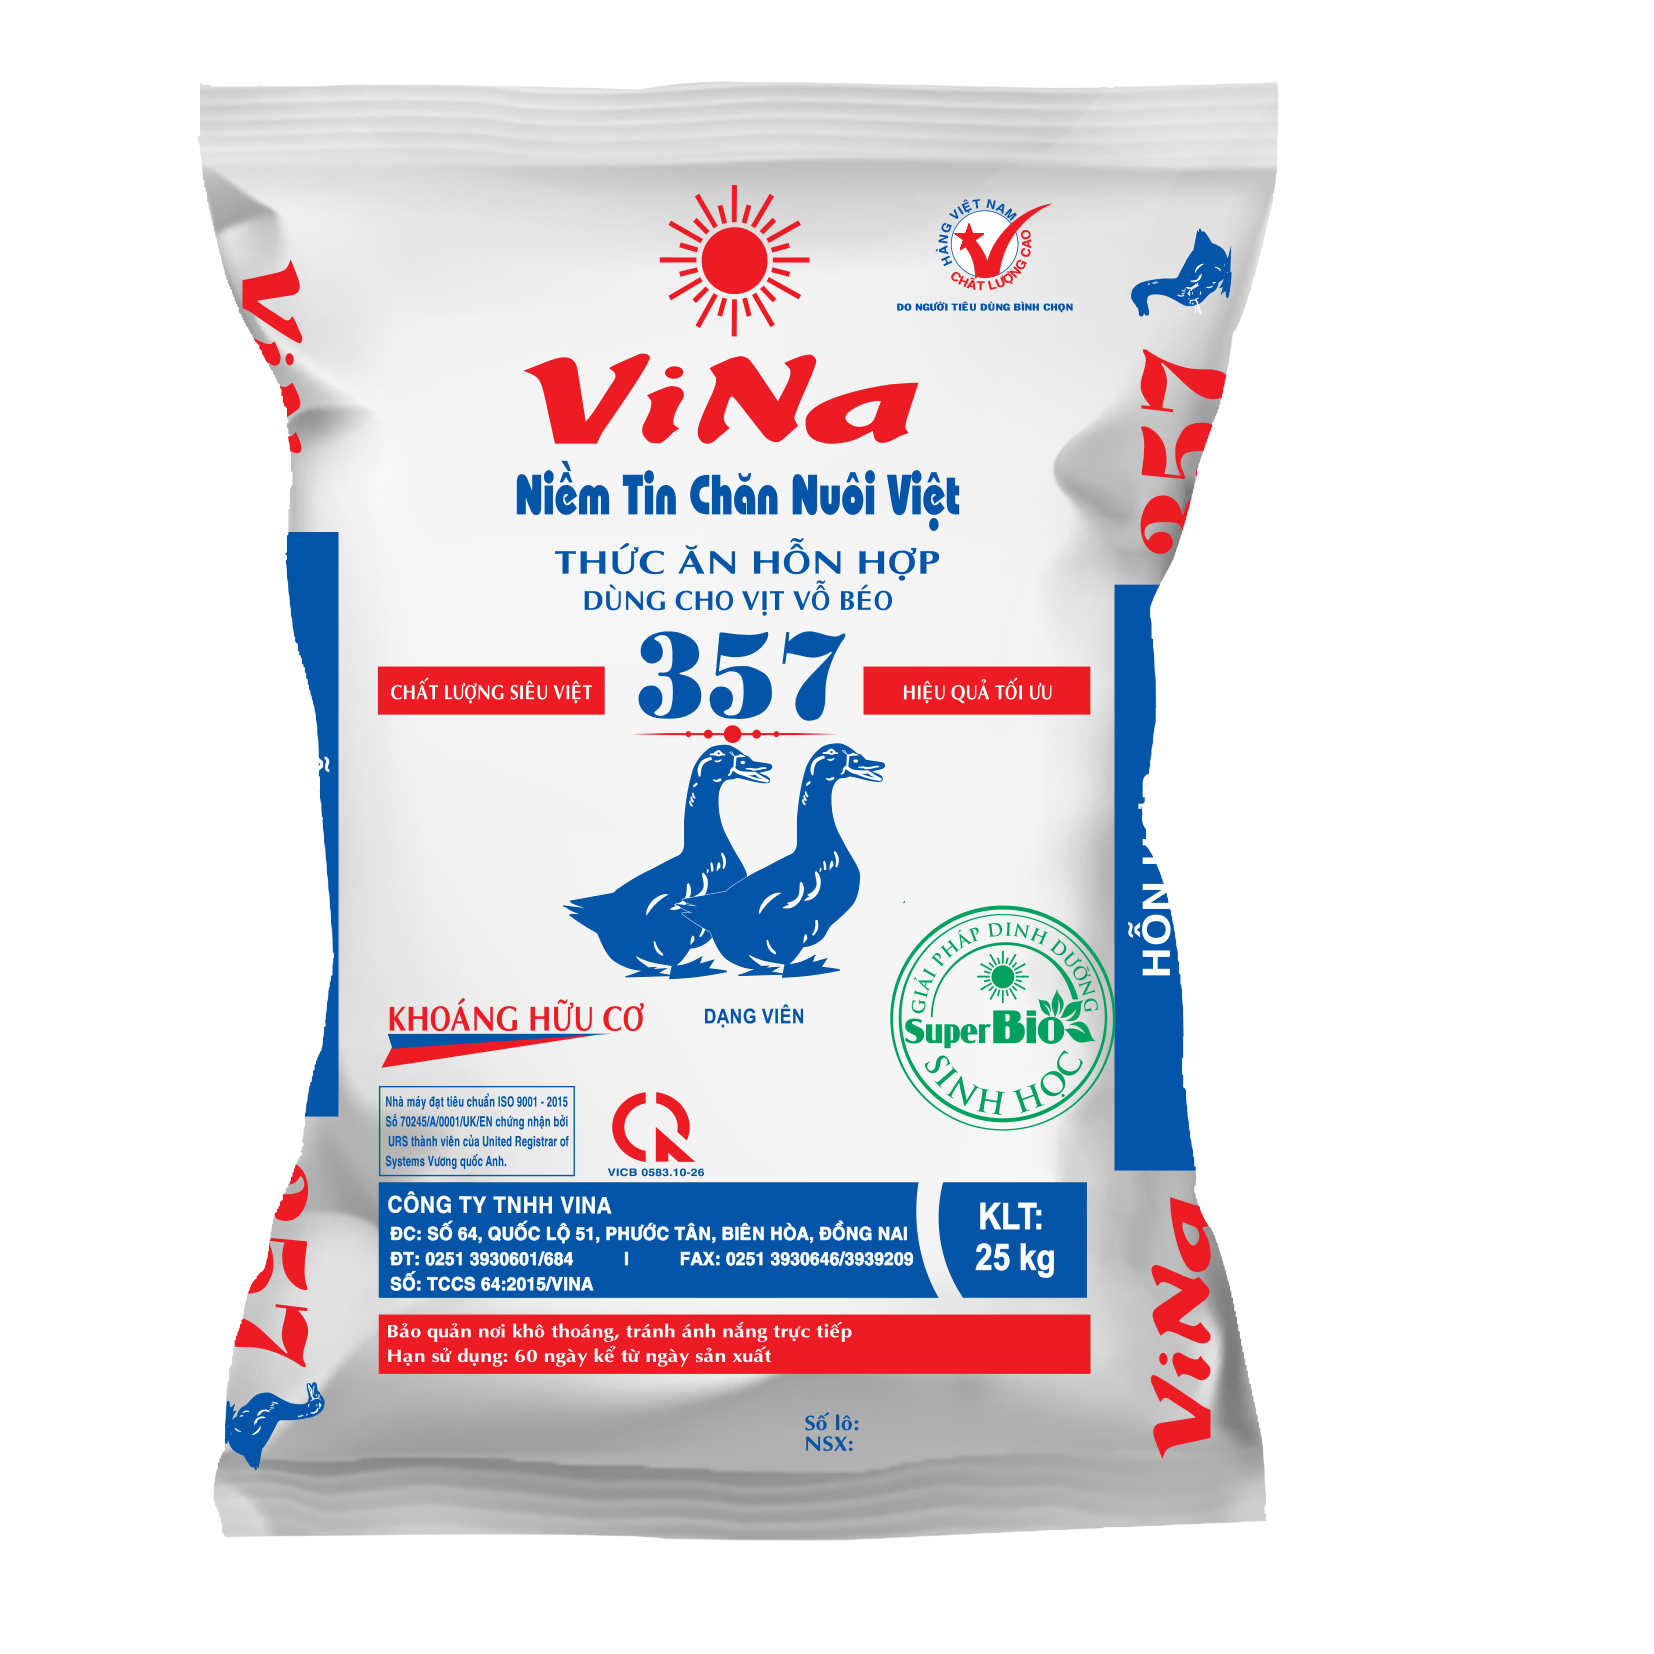 HÀNG VIỆT NAM
CHẤT LƯỢNG CAO
DO NGƯỜI TIÊU DÙNG BÌNH CHỌN
ViNa
Niềm Tin Chăn Nuôi Việt
THỨC ĂN HỖN HỢP
DÙNG CHO VỊT VỖ BÉO
357
CHẤT LƯỢNG SIÊU VIỆT
HIỆU QUẢ TỐI ƯU
GIẢI PHÁP DINH DƯỠNG
SuperBio
SINH HỌC
KHOÁNG HỮU CƠ
DẠNG VIÊN
Nhà máy đạt tiêu chuẩn ISO 9001 - 2015
Số 70245/A/0001/UK/EN chứng nhận bởi
URS thành viên của United Registrar of
Systems Vương quốc Anh.
VICB 0583.10-26
CÔNG TY TNHH VINA
ĐC: SỐ 64, QUỐC LỘ 51, PHƯỚC TÂN, BIÊN HÒA, ĐỒNG NAI
ĐT: 0251 3930601/684 I FAX: 0251 3930646/3939209
SỐ: TCCS 64:2015/VINA
KLT:
25 kg
Bảo quản nơi khô thoáng, tránh ánh nắng trực tiếp
Hạn sử dụng: 60 ngày kể từ ngày sản xuất
Số lô:
NSX:
ViNa
357
357
HỖN
ViNa